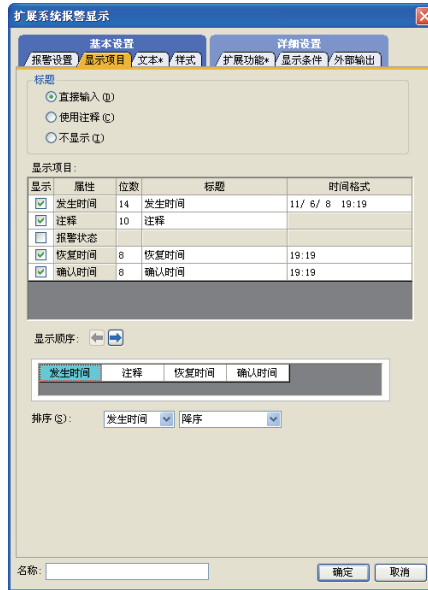 扩展系统报警显示
基本设置 详细设置
报警设置 显示项目 文本* 样式 扩展功能* 显示条件 外部输出
标题
直接输入(D)
使用注释(C)
不显示(I)
显示项目:
显示 属性 位数 标题 时间格式
发生时间 14 发生时间 11/ 6/ 8 19:19
注释 10 注释
报警状态
恢复时间 8 恢复时间 19:19
确认时间 8 确认时间 19:19
显示顺序:
发生时间 注释 恢复时间 确认时间
排序(S): 发生时间 降序
名称: 确定 取消